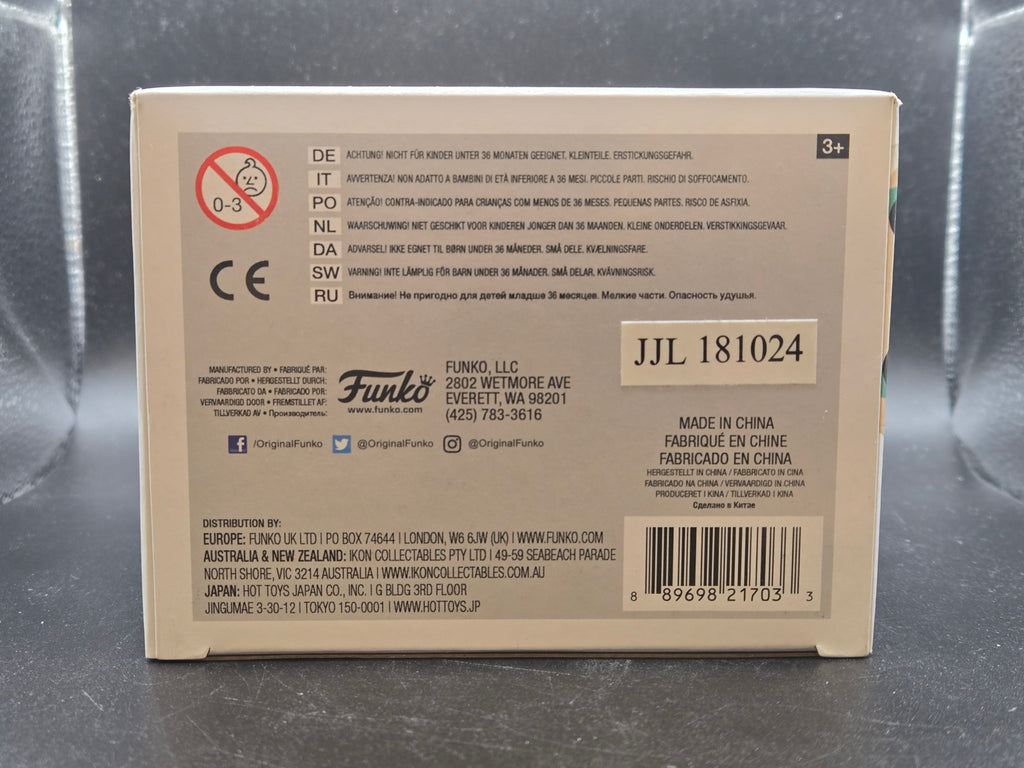 3+
0-3
DE ACHTUNG! NICHT FÜR KINDER UNTER 36 MONATEN GEEIGNET. KLEINTEILE. ERSTICKUNGSGEFAHR.
IT AVVERTENZA! NON ADATTO A BAMBINI DI ETÀ INFERIORE A 36 MESI. PICCOLE PARTI. RISCHIO DI SOFFOCAMENTO.
PO ATENÇÃO! CONTRA-INDICADO PARA CRIANÇAS COM MENOS DE 36 MESES. PEQUENAS PARTES. RISCO DE ASFIXIA.
NL WAARSCHUWING! NIET GESCHIKT VOOR KINDEREN JONGER DAN 36 MAANDEN. KLEINE ONDERDELEN. VERSTIKKINGSGEVAAR.
DA ADVARSEL! IKKE EGNET TIL BØRN UNDER 36 MÅNEDER. SMÅ DELE. KVÆLNINGSFARE.
SW VARNING! INTE LÄMPLIG FÖR BARN UNDER 36 MÅNADER. SMÅ DELAR. KVÄVNINGSRISK.
RU Внимание! Не пригодно для детей младше 36 месяцев. Мелкие части. Опасность удушья.
CE
JJL 181024
MANUFACTURED BY • FABRIQUÉ PAR:
FABRICADO POR • HERGESTELLT DURCH:
FABBRICATO DA • FABRICADO POR:
VERVAARDIGD DOOR • FREMSTILLET AF:
TILLVERKAD AV • Производитель:
Funko
www.funko.com
FUNKO, LLC
2802 WETMORE AVE
EVERETT, WA 98201
(425) 783-3616
/OriginalFunko @OriginalFunko @OriginalFunko
MADE IN CHINA
FABRIQUÉ EN CHINE
FABRICADO EN CHINA
HERGESTELLT IN CHINA / FABBRICATO IN CINA
FABRICADO NA CHINA / VERVAARDIGD IN CHINA
PRODUCERET I KINA / TILLVERKAD I KINA
Сделано в Китае
DISTRIBUTION BY:
EUROPE: FUNKO UK LTD | PO BOX 74644 | LONDON, W6 6JW (UK) | WWW.FUNKO.COM
AUSTRALIA & NEW ZEALAND: IKON COLLECTABLES PTY LTD | 49-59 SEABEACH PARADE
NORTH SHORE, VIC 3214 AUSTRALIA | WWW.IKONCOLLECTABLES.COM.AU
JAPAN: HOT TOYS JAPAN CO., INC. | G BLDG 3RD FLOOR
JINGUMAE 3-30-12 | TOKYO 150-0001 | WWW.HOTTOYS.JP
8 89698 21703 3